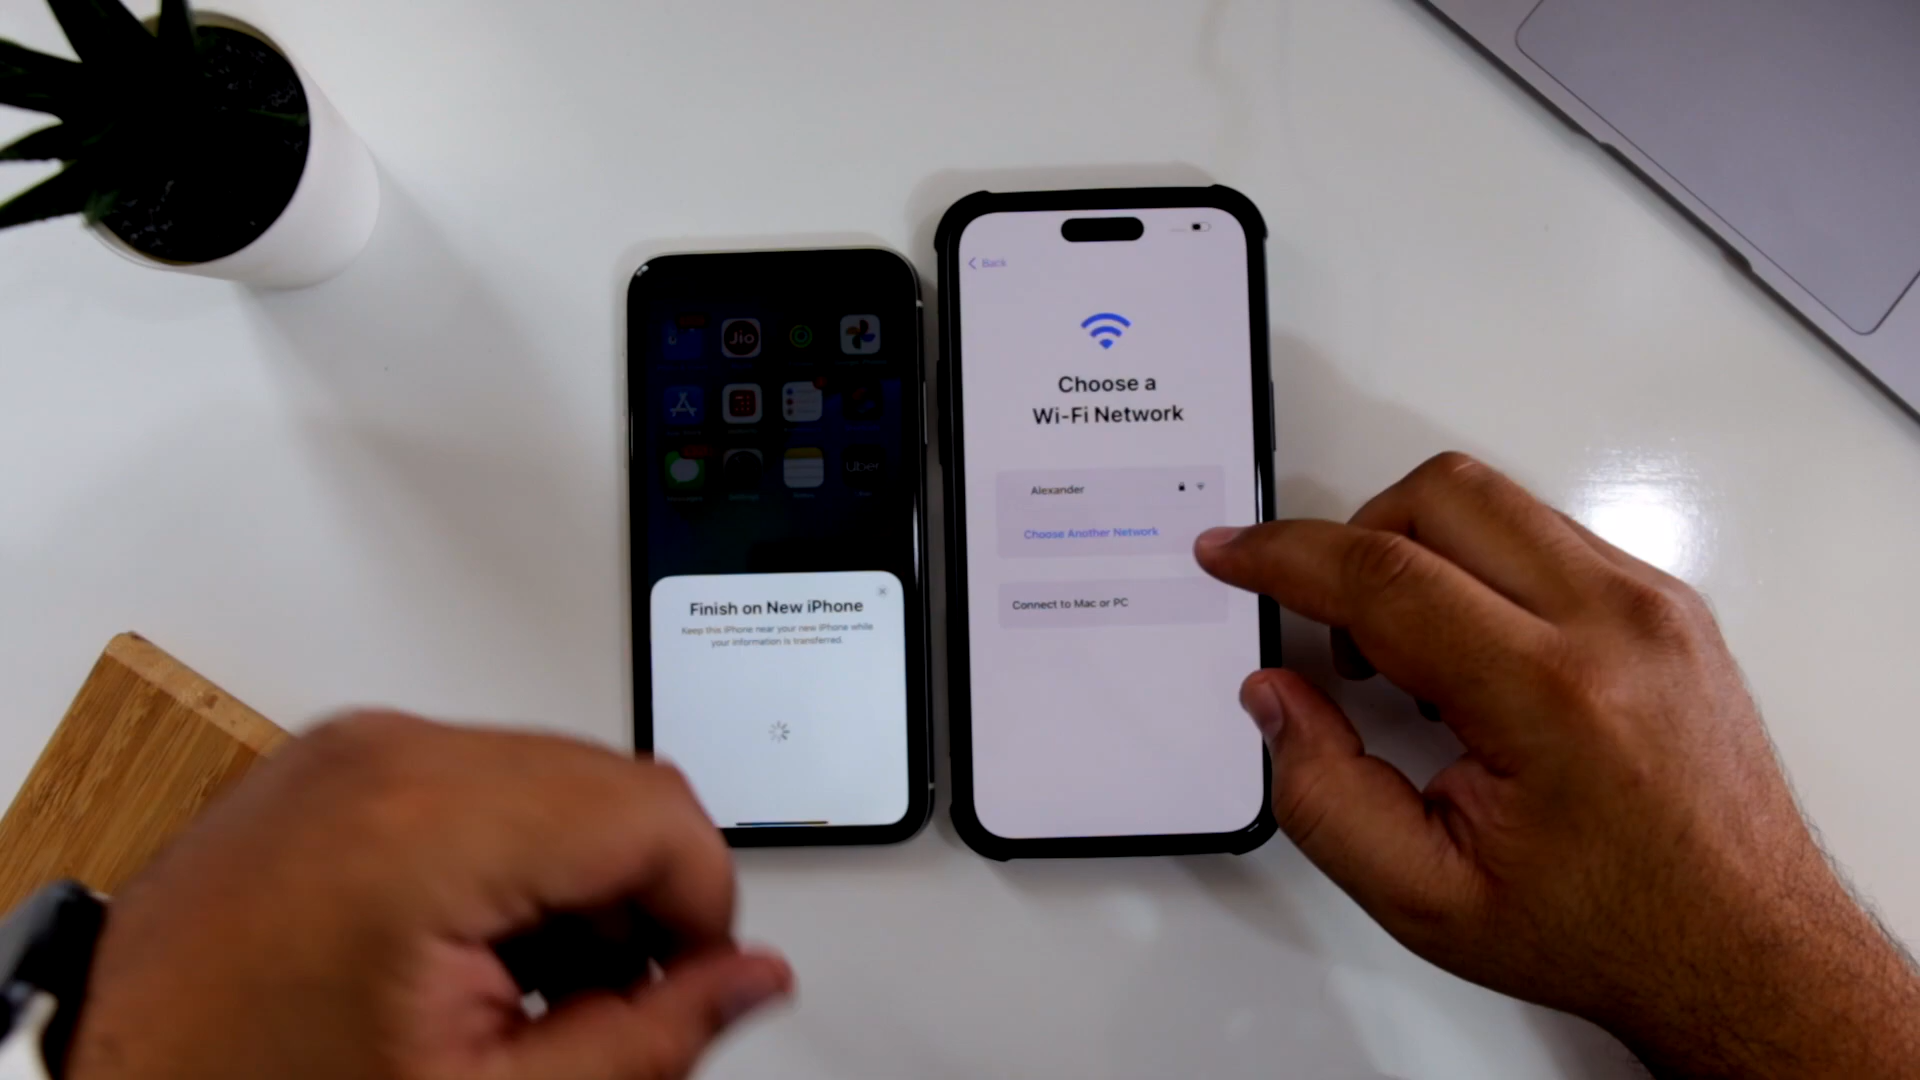 Jio
Uber
Finish on New iPhone
Keep this iPhone near your new iPhone while
your information is transferred.
Back
Choose a
Wi-Fi Network
Alexander
Choose Another Network
Connect to Mac or PC